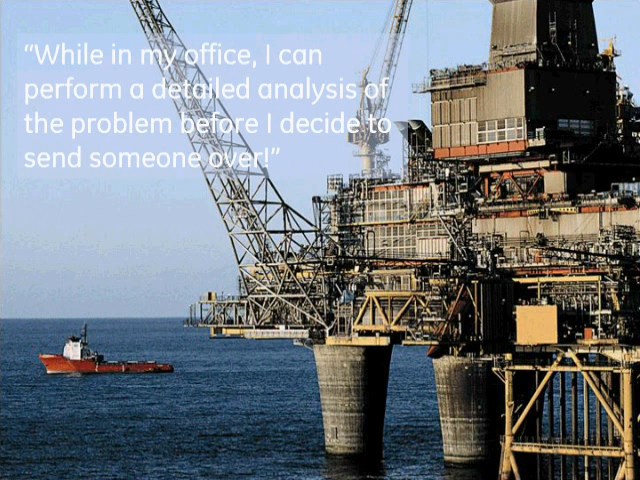 “While in my office, I can
perform a detailed analysis of
the problem before I decide to
send someone over!”